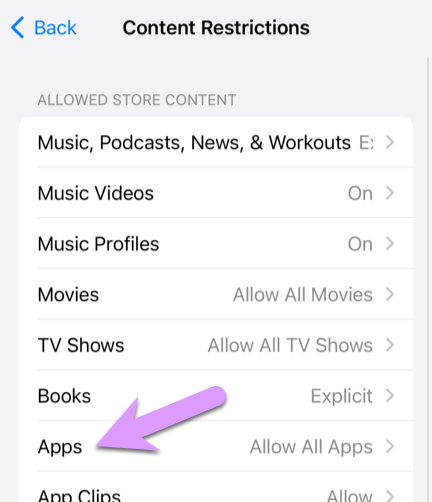 Back
Content Restrictions
ALLOWED STORE CONTENT
Music, Podcasts, News, & Workouts
Music Videos On
Music Profiles On
Movies Allow All Movies
TV Shows Allow All TV Shows
Books Explicit
Apps Allow All Apps
App Clips Allow